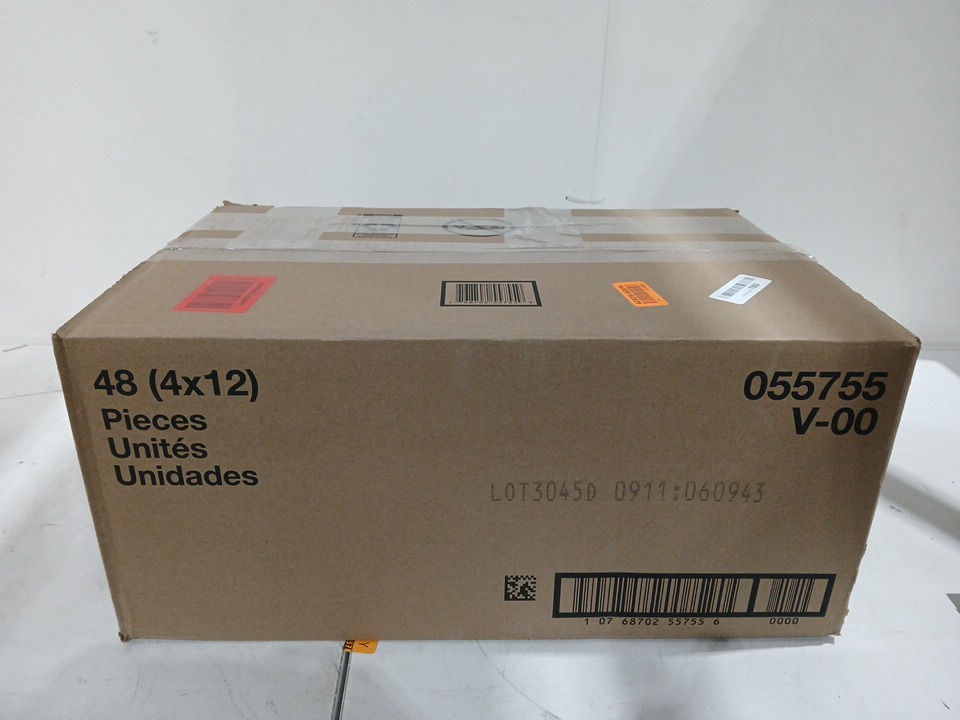 48 (4x12)
Pieces
Unités
Unidades
055755
V-00
LOT3045D 0911:060943
1 07 68702 55755 6
0000